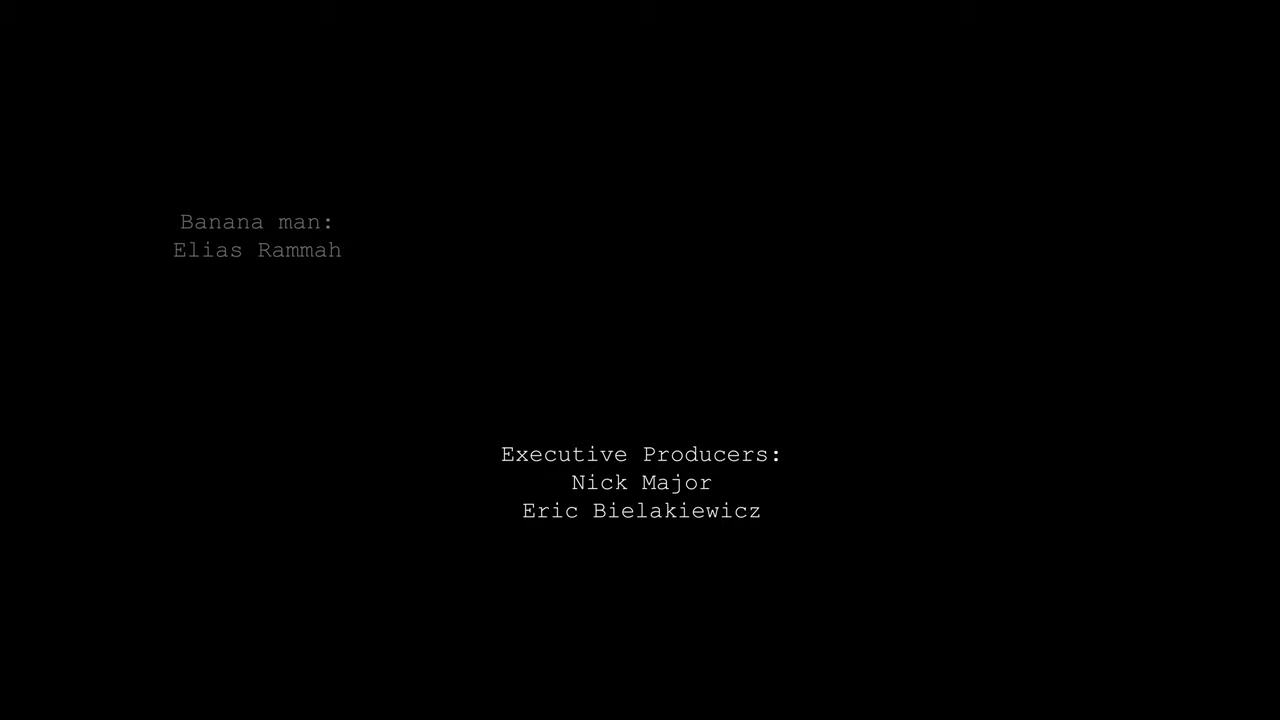 Banana man:
Elias Rammah
Executive Producers:
Nick Major
Eric Bielakiewicz